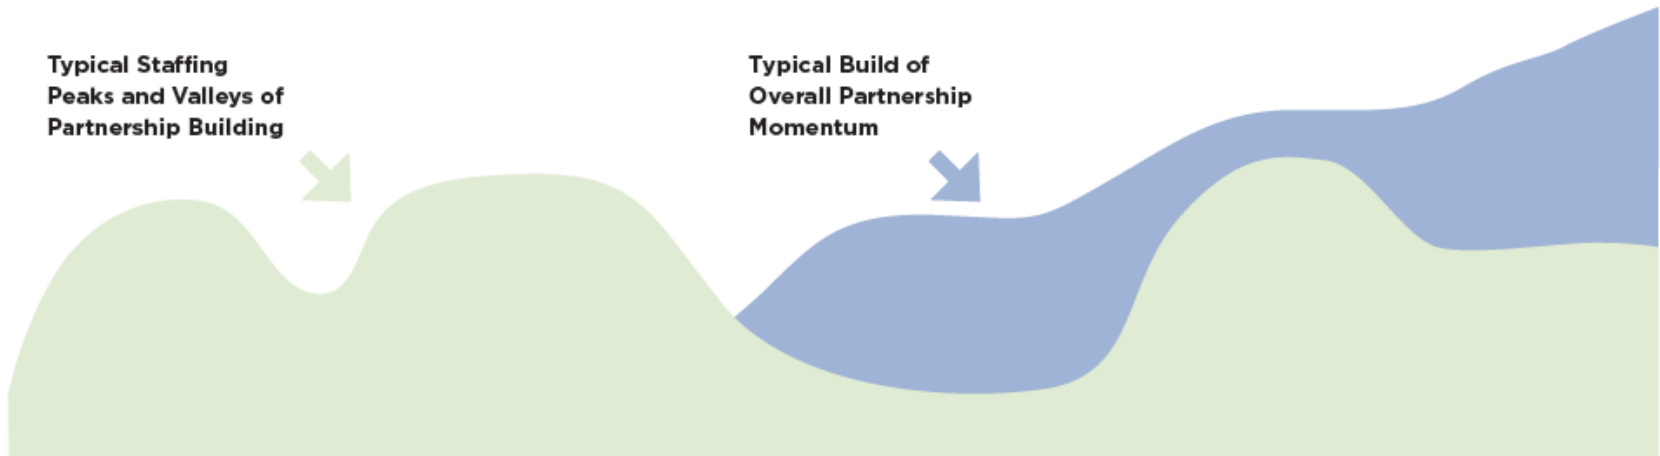 Typical Staffing
Peaks and Valleys of
Partnership Building
Typical Build of
Overall Partnership
Momentum